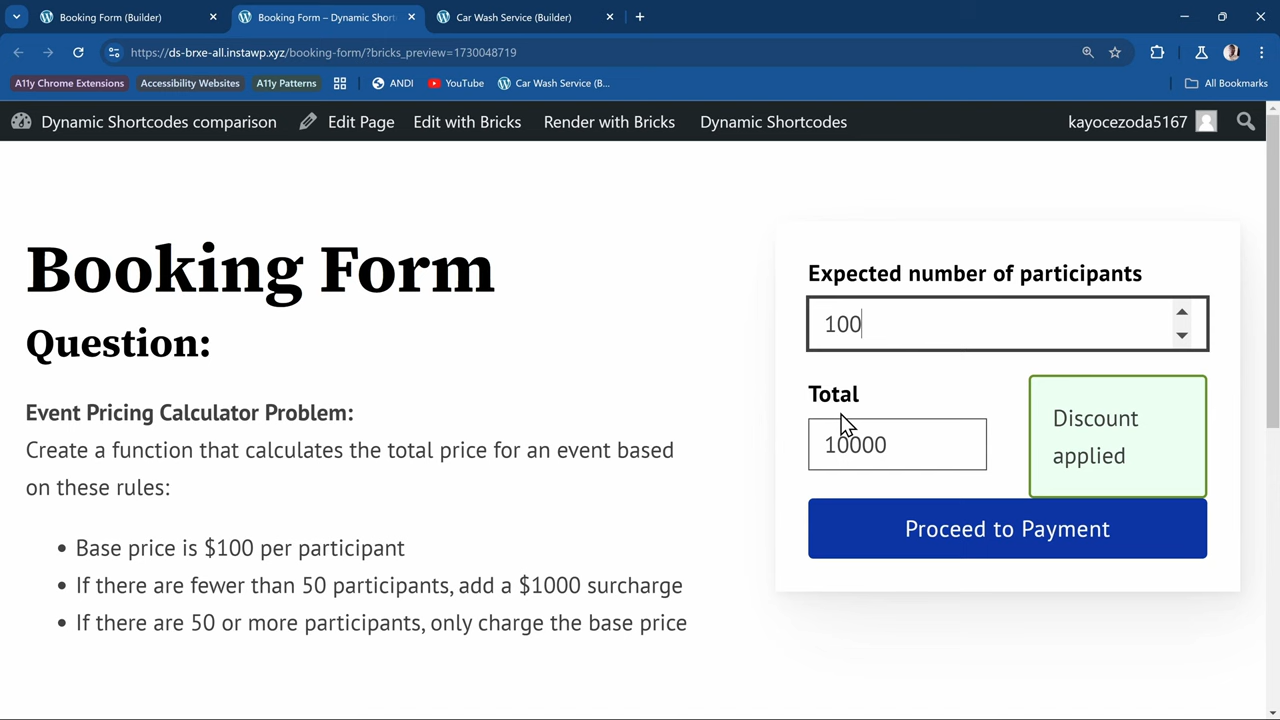 Booking Form (Builder)
Booking Form – Dynamic Short
Car Wash Service (Builder)
https://ds-brxe-all.instawp.xyz/booking-form/?bricks_preview=1730048719
A11y Chrome Extensions
Accessibility Websites
A11y Patterns
ANDI
YouTube
Car Wash Service (B...
All Bookmarks
Dynamic Shortcodes comparison
Edit Page
Edit with Bricks
Render with Bricks
Dynamic Shortcodes
kayocezoda5167
Booking Form
Question:
Event Pricing Calculator Problem:
Create a function that calculates the total price for an event based
on these rules:
• Base price is $100 per participant
• If there are fewer than 50 participants, add a $1000 surcharge
• If there are 50 or more participants, only charge the base price
Expected number of participants
100
Total
10000
Discount
applied
Proceed to Payment